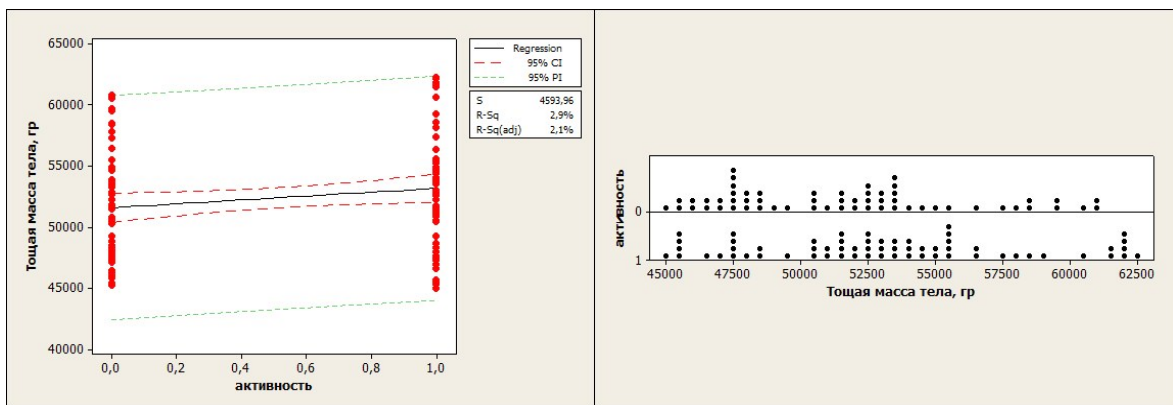 Тощая масса тела, гр
65000
60000
55000
50000
45000
40000
0,0 0,2 0,4 0,6 0,8 1,0
активность
Regression
95% CI
95% PI
S 4593,96
R-Sq 2,9%
R-Sq(adj) 2,1%
активность
0
1
45000 47500 50000 52500 55000 57500 60000 62500
Тощая масса тела, гр